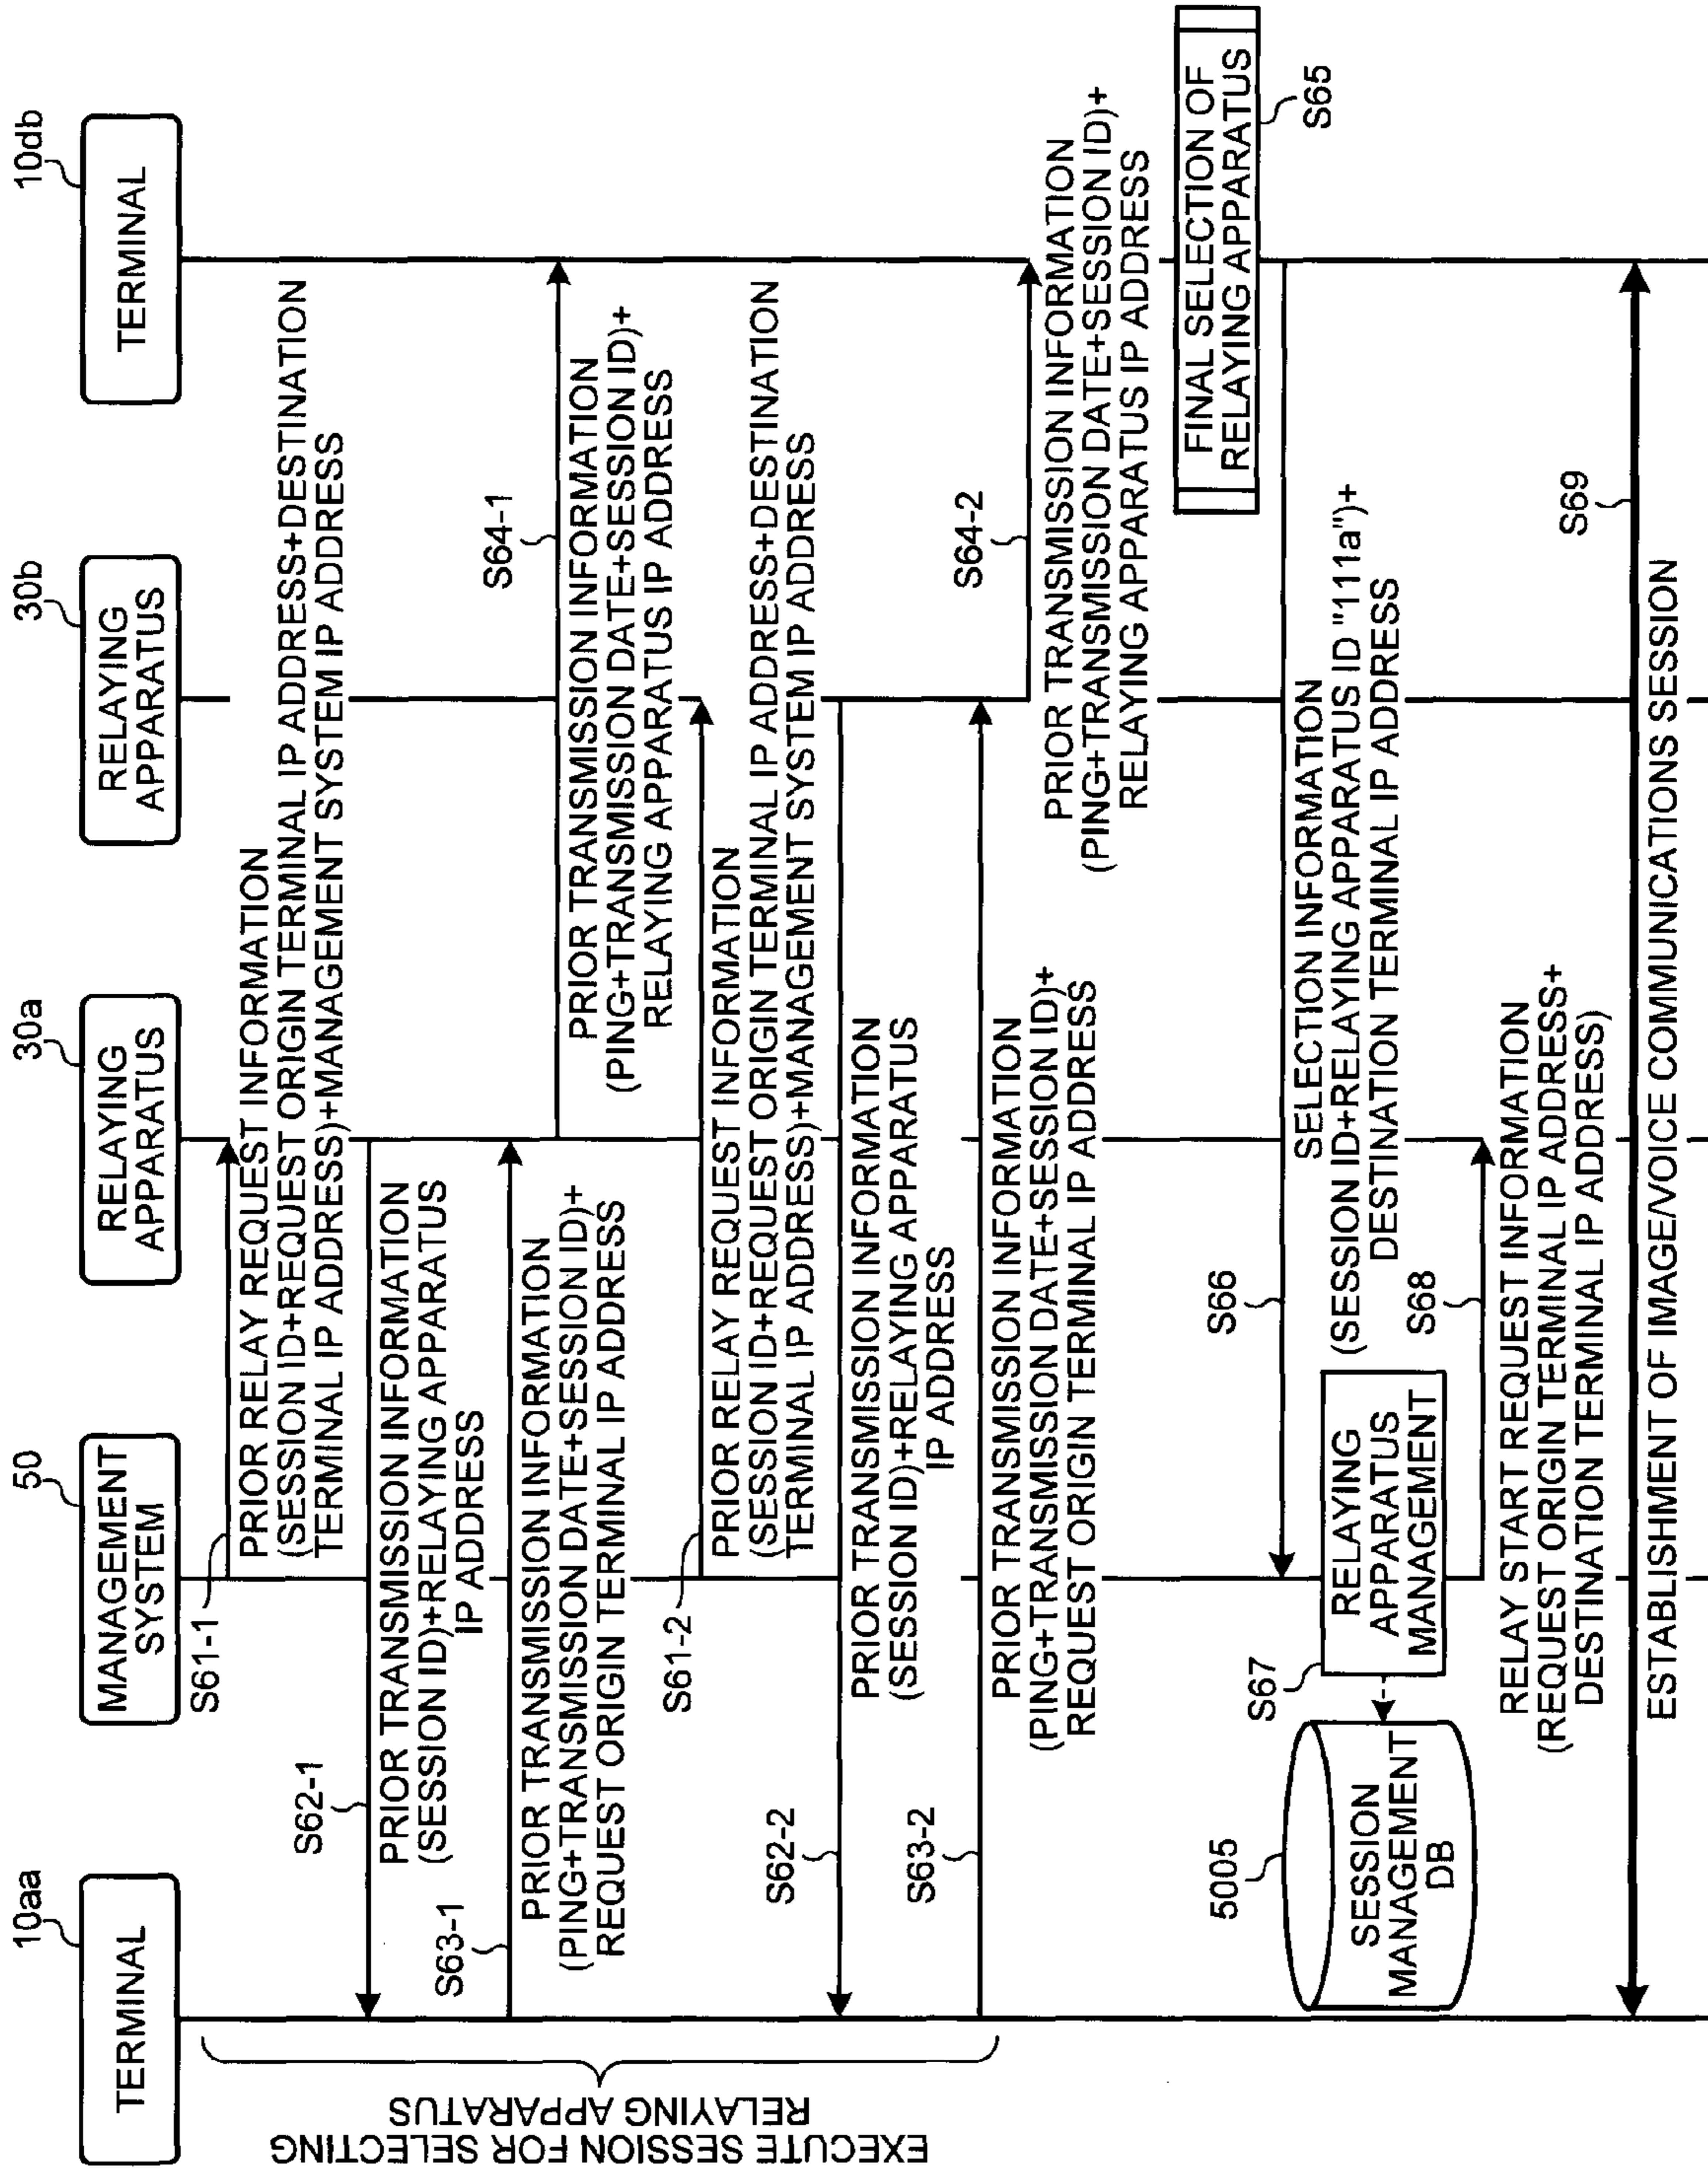 10aa
TERMINAL
50
MANAGEMENT
SYSTEM
30a
RELAYING
APPARATUS
30b
RELAYING
APPARATUS
10db
TERMINAL
S61-1
PRIOR RELAY REQUEST INFORMATION
(SESSION ID+REQUEST ORIGIN TERMINAL IP ADDRESS+DESTINATION
TERMINAL IP ADDRESS)+MANAGEMENT SYSTEM IP ADDRESS
S62-1
PRIOR TRANSMISSION INFORMATION
(SESSION ID)+RELAYING APPARATUS
IP ADDRESS
S63-1
PRIOR TRANSMISSION INFORMATION
(PING+TRANSMISSION DATE+SESSION ID)+
REQUEST ORIGIN TERMINAL IP ADDRESS
S64-1
PRIOR TRANSMISSION INFORMATION
(PING+TRANSMISSION DATE+SESSION ID)+
RELAYING APPARATUS IP ADDRESS
S61-2
PRIOR RELAY REQUEST INFORMATION
(SESSION ID+REQUEST ORIGIN TERMINAL IP ADDRESS+DESTINATION
TERMINAL IP ADDRESS)+MANAGEMENT SYSTEM IP ADDRESS
S62-2
PRIOR TRANSMISSION INFORMATION
(SESSION ID)+RELAYING APPARATUS
IP ADDRESS
S63-2
PRIOR TRANSMISSION INFORMATION
(PING+TRANSMISSION DATE+SESSION ID)+
REQUEST ORIGIN TERMINAL IP ADDRESS
S64-2
PRIOR TRANSMISSION INFORMATION
(PING+TRANSMISSION DATE+SESSION ID)+
RELAYING APPARATUS IP ADDRESS
EXECUTE SESSION FOR SELECTING
RELAYING APPARATUS
FINAL SELECTION OF
RELAYING APPARATUS
S65
S66
SELECTION INFORMATION
(SESSION ID+RELAYING APPARATUS ID "111a")+
DESTINATION TERMINAL IP ADDRESS
S67
RELAYING
APPARATUS
MANAGEMENT
5005
SESSION
MANAGEMENT
DB
S68
RELAY START REQUEST INFORMATION
(REQUEST ORIGIN TERMINAL IP ADDRESS+
DESTINATION TERMINAL IP ADDRESS)
S69
ESTABLISHMENT OF IMAGE/VOICE COMMUNICATIONS SESSION